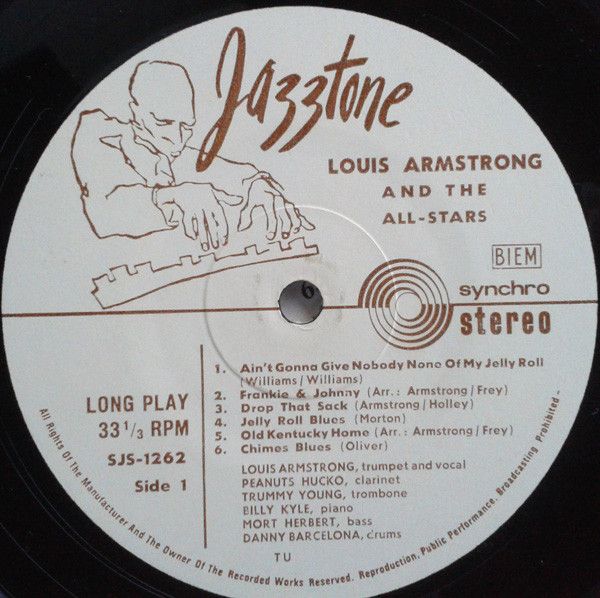 Jazztone
LOUIS ARMSTRONG
AND THE
ALL-STARS
BIEM
synchro
stereo
6
LONG PLAY
33 1/3 RPM
SJS-1262
Side 1
1. Ain't Gonna Give Nobody None Of My Jelly Roll
(Williams/Williams)
2. Frankie & Johnny (Arr.: Armstrong/Frey)
3. Drop That Sack (Armstrong/Holley)
4. Jelly Roll Blues (Morton)
5. Old Kentucky Home (Arr.: Armstrong/Frey)
6. Chimes Blues (Oliver)
LOUIS ARMSTRONG, trumpet and vocal
PEANUTS HUCKO, clarinet
TRUMMY YOUNG, trombone
BILLY KYLE, piano
MORT HERBERT, bass
DANNY BARCELONA, drums
TU
All Rights Of The Manufacturer And The Owner Of The Recorded Works Reserved. Reproduction, Public Performance, Broadcasting Prohibited -